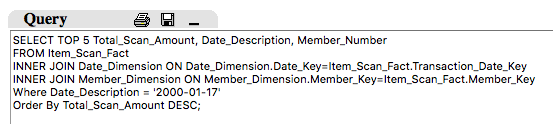 Query
SELECT TOP 5 Total_Scan_Amount, Date_Description, Member_Number
FROM Item_Scan_Fact
INNER JOIN Date_Dimension ON Date_Dimension.Date_Key=Item_Scan_Fact.Transaction_Date_Key
INNER JOIN Member_Dimension ON Member_Dimension.Member_Key=Item_Scan_Fact.Member_Key
Where Date_Description = '2000-01-17'
Order By Total_Scan_Amount DESC;